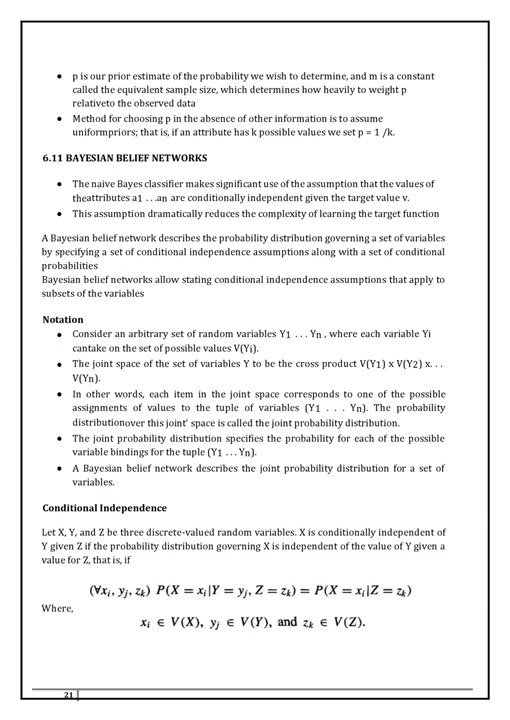 • p is our prior estimate of the probability we wish to determine, and m is a constant
called the equivalent sample size, which determines how heavily to weight p
relativeto the observed data
• Method for choosing p in the absence of other information is to assume
uniformpriors; that is, if an attribute has k possible values we set p = 1 /k.
6.11 BAYESIAN BELIEF NETWORKS
• The naive Bayes classifier makes significant use of the assumption that the values of
theattributes a1 . . .an are conditionally independent given the target value v.
• This assumption dramatically reduces the complexity of learning the target function
A Bayesian belief network describes the probability distribution governing a set of variables
by specifying a set of conditional independence assumptions along with a set of conditional
probabilities
Bayesian belief networks allow stating conditional independence assumptions that apply to
subsets of the variables
Notation
• Consider an arbitrary set of random variables Y1 . . . Yn , where each variable Yi
cantake on the set of possible values V(Yi).
• The joint space of the set of variables Y to be the cross product V(Y1) x V(Y2) x. . .
V(Yn).
• In other words, each item in the joint space corresponds to one of the possible
assignments of values to the tuple of variables (Y1 . . . Yn). The probability
distributionover this joint' space is called the joint probability distribution.
• The joint probability distribution specifies the probability for each of the possible
variable bindings for the tuple (Y1 . . . Yn).
• A Bayesian belief network describes the joint probability distribution for a set of
variables.
Conditional Independence
Let X, Y, and Z be three discrete-valued random variables. X is conditionally independent of
Y given Z if the probability distribution governing X is independent of the value of Y given a
value for Z, that is, if
(∀xi, yj, zk) P(X = xi|Y = yj, Z = zk) = P(X = xi|Z = zk)
Where,
xi ∈ V(X), yj ∈ V(Y), and zk ∈ V(Z).
21